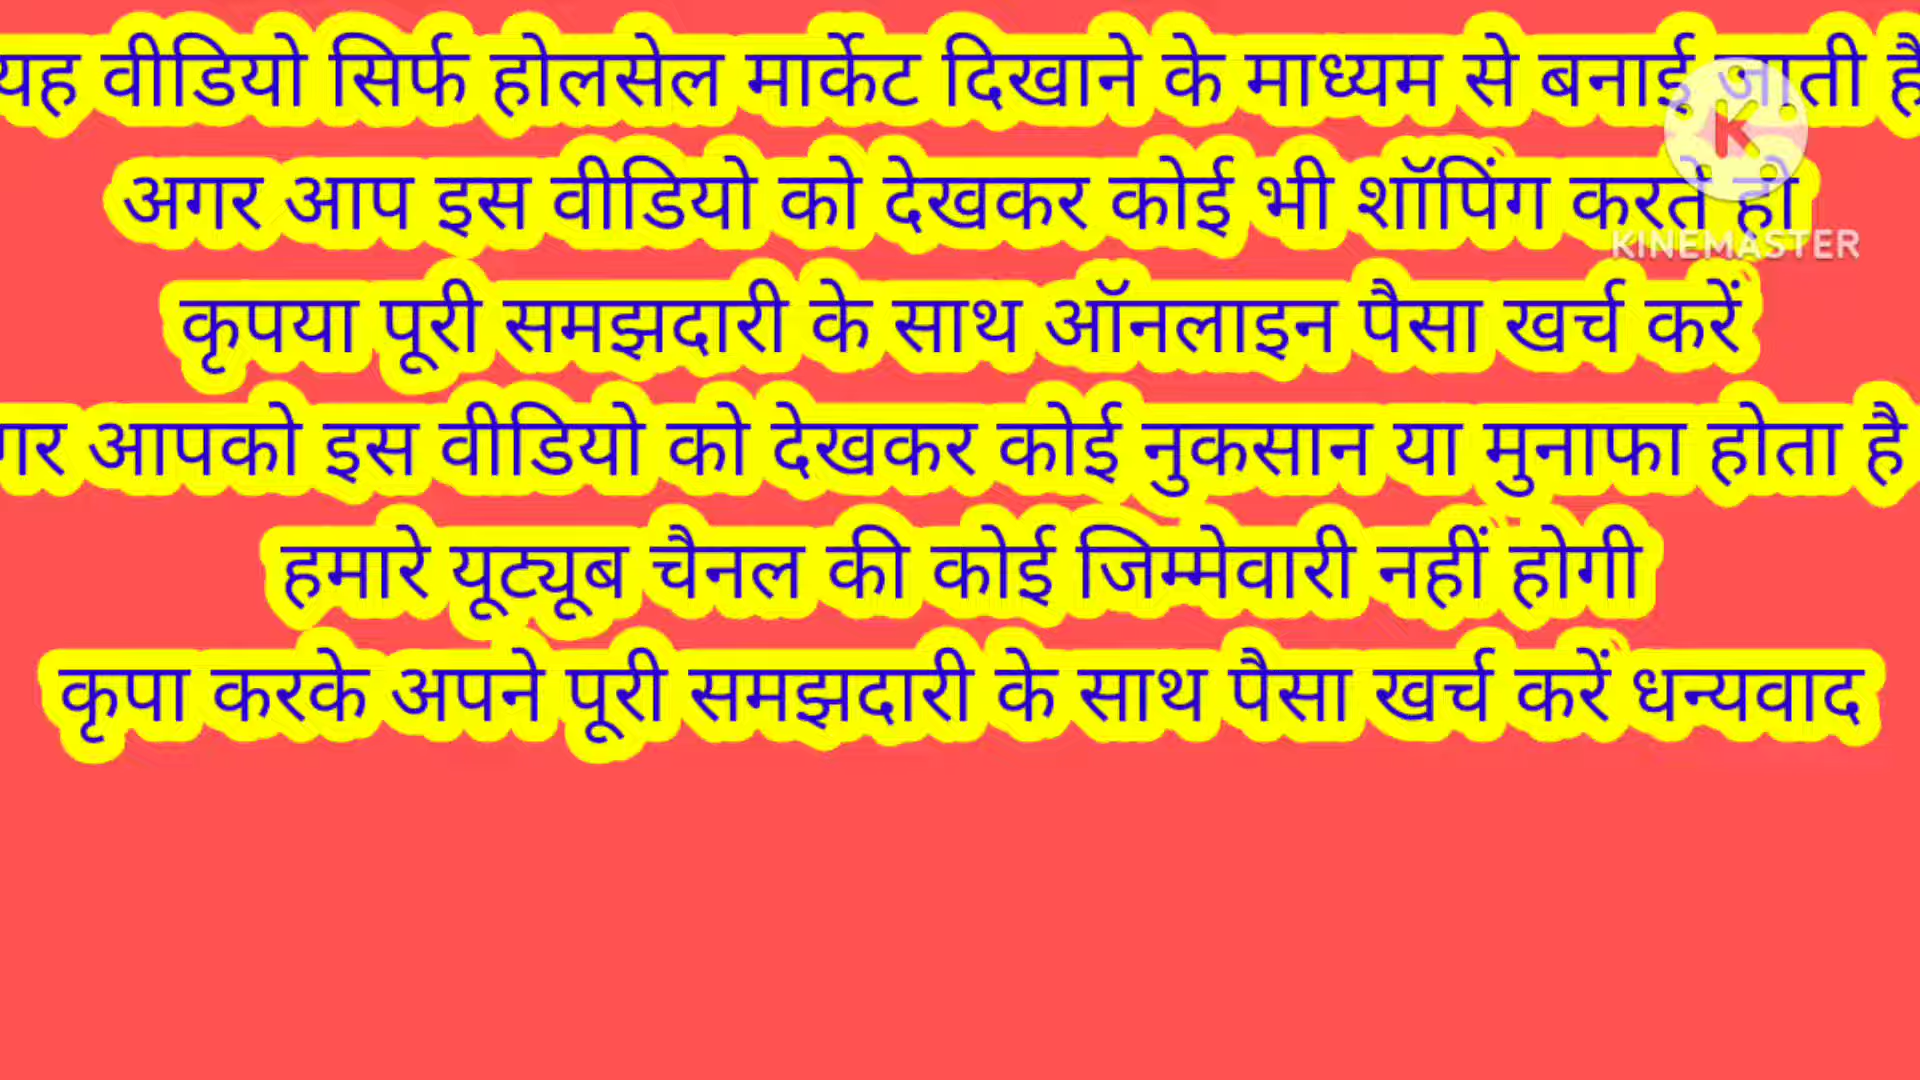 यह वीडियो सिर्फ होलसेल मार्केट दिखाने के माध्यम से बनाई जाती है
अगर आप इस वीडियो को देखकर कोई भी शॉपिंग करते हो
KINEMASTER
कृपया पूरी समझदारी के साथ ऑनलाइन पैसा खर्च करें
गर आपको इस वीडियो को देखकर कोई नुकसान या मुनाफा होता है
हमारे यूट्यूब चैनल की कोई जिम्मेवारी नहीं होगी
कृपा करके अपने पूरी समझदारी के साथ पैसा खर्च करें धन्यवाद